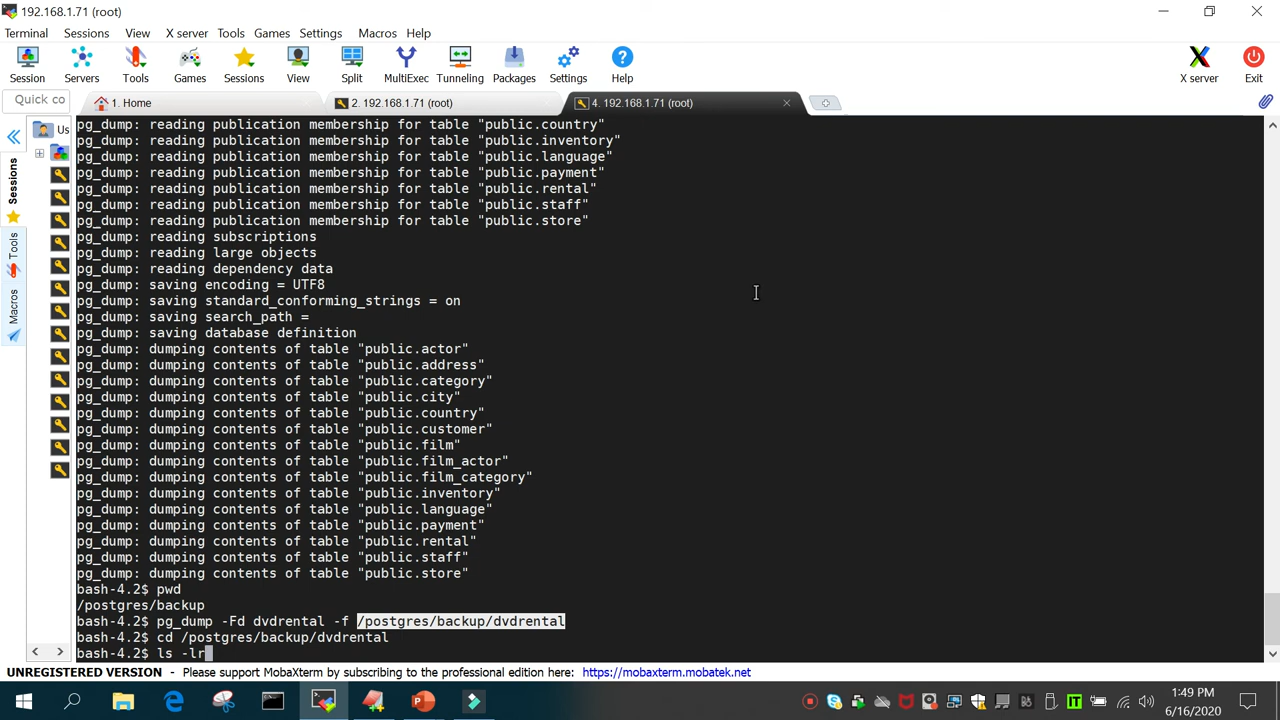 192.168.1.71 (root)
Terminal Sessions View X server Tools Games Settings Macros Help
Session Servers Tools Games Sessions View Split MultiExec Tunneling Packages Settings Help X server Exit
Quick co
1. Home
2. 192.168.1.71 (root)
4. 192.168.1.71 (root)
Us
Sessions
Tools
Macros
pg_dump: reading publication membership for table "public.country"
pg_dump: reading publication membership for table "public.inventory"
pg_dump: reading publication membership for table "public.language"
pg_dump: reading publication membership for table "public.payment"
pg_dump: reading publication membership for table "public.rental"
pg_dump: reading publication membership for table "public.staff"
pg_dump: reading publication membership for table "public.store"
pg_dump: reading subscriptions
pg_dump: reading large objects
pg_dump: reading dependency data
pg_dump: saving encoding = UTF8
pg_dump: saving standard_conforming_strings = on
pg_dump: saving search_path =
pg_dump: saving database definition
pg_dump: dumping contents of table "public.actor"
pg_dump: dumping contents of table "public.address"
pg_dump: dumping contents of table "public.category"
pg_dump: dumping contents of table "public.city"
pg_dump: dumping contents of table "public.country"
pg_dump: dumping contents of table "public.customer"
pg_dump: dumping contents of table "public.film"
pg_dump: dumping contents of table "public.film_actor"
pg_dump: dumping contents of table "public.film_category"
pg_dump: dumping contents of table "public.inventory"
pg_dump: dumping contents of table "public.language"
pg_dump: dumping contents of table "public.payment"
pg_dump: dumping contents of table "public.rental"
pg_dump: dumping contents of table "public.staff"
pg_dump: dumping contents of table "public.store"
bash-4.2$ pwd
/postgres/backup
bash-4.2$ pg_dump -Fd dvdrental -f /postgres/backup/dvdrental
bash-4.2$ cd /postgres/backup/dvdrental
bash-4.2$ ls -lr
UNREGISTERED VERSION - Please support MobaXterm by subscribing to the professional edition here: https://mobaxterm.mobatek.net
1:49 PM
6/16/2020